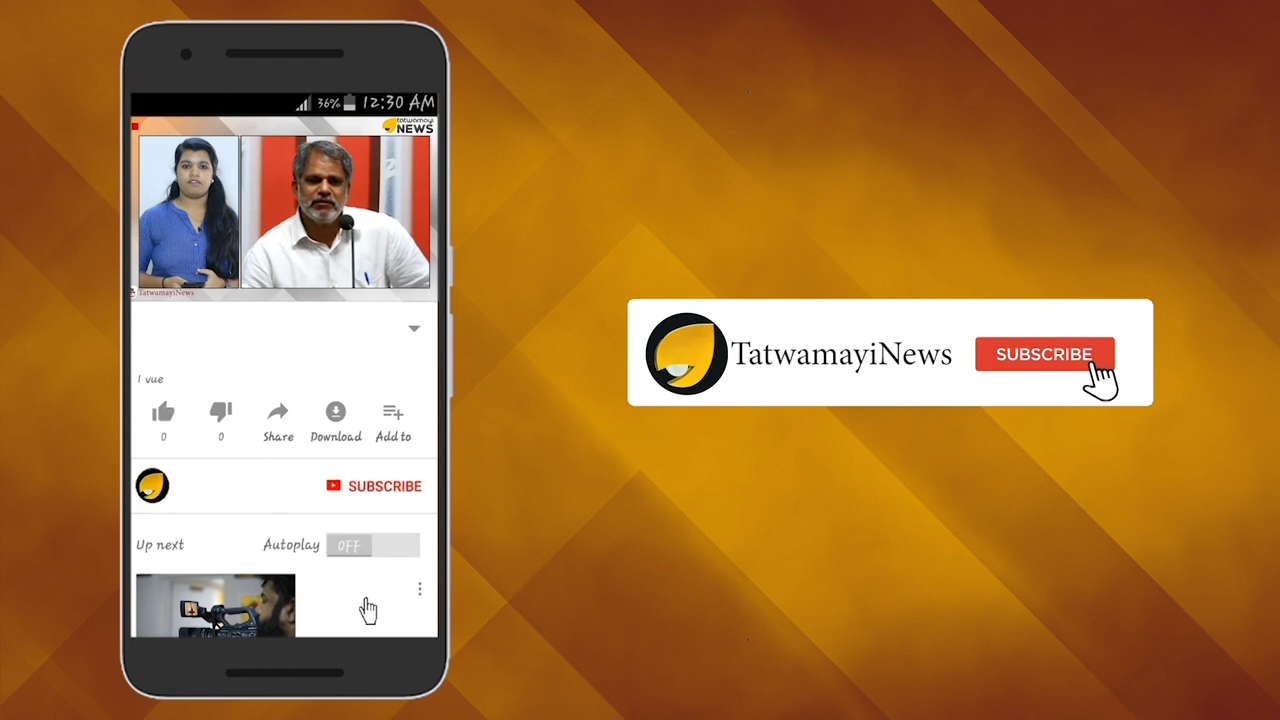 36% 12:30 AM
tatwamayi
NEWS
TatwamayiNews
1 vue
0 0 Share Download Add to
SUBSCRIBE
Up next Autoplay OFF
TatwamayiNews SUBSCRIBE